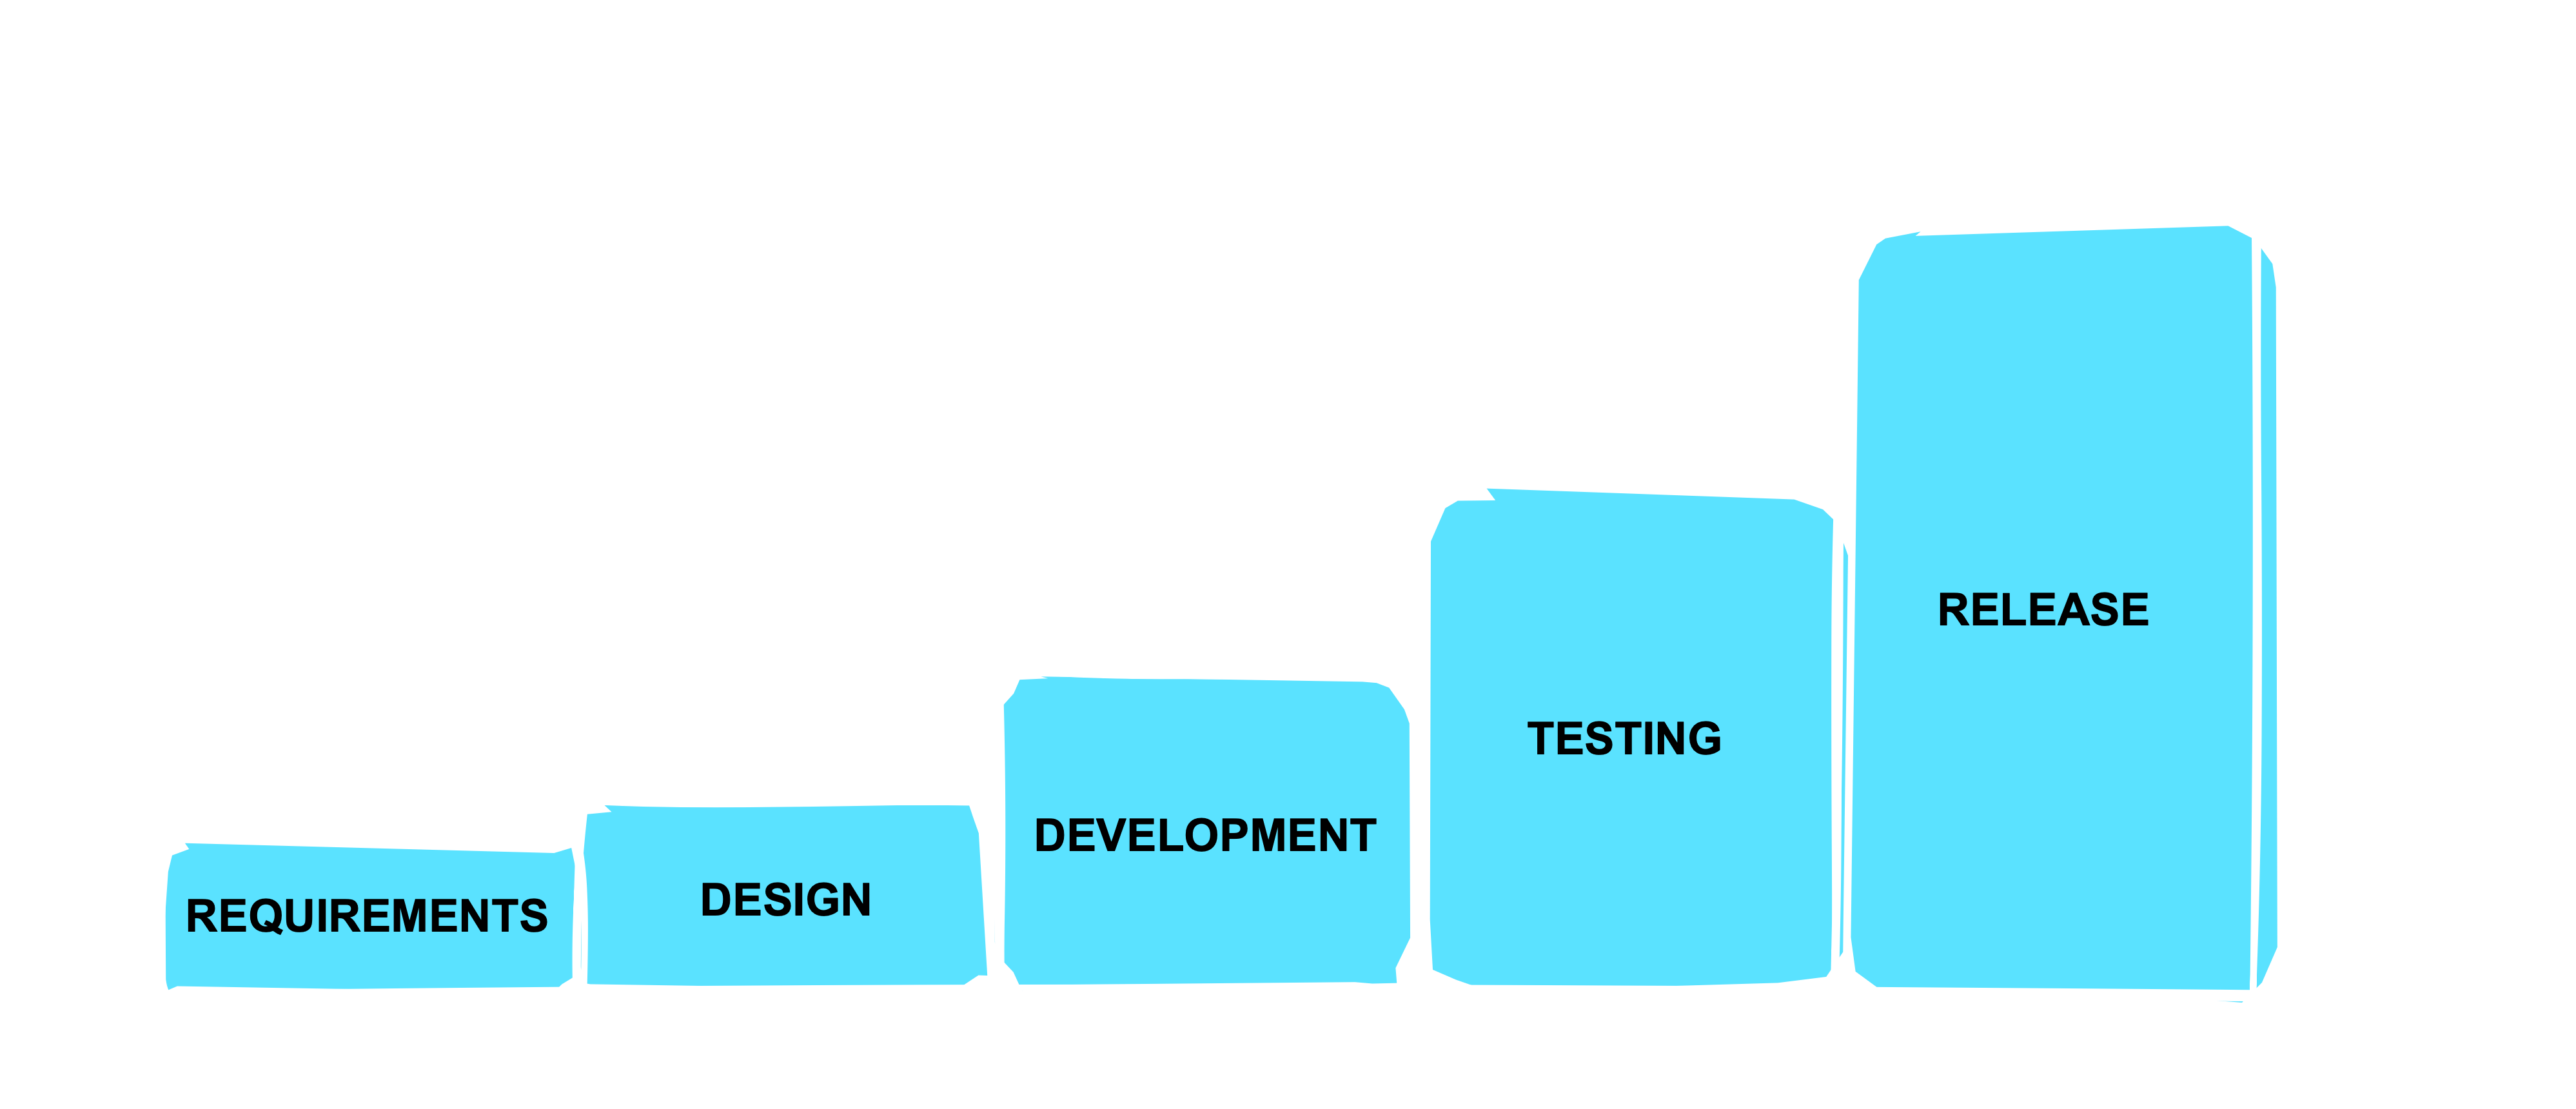 REQUIREMENTS
DESIGN
DEVELOPMENT
TESTING
RELEASE